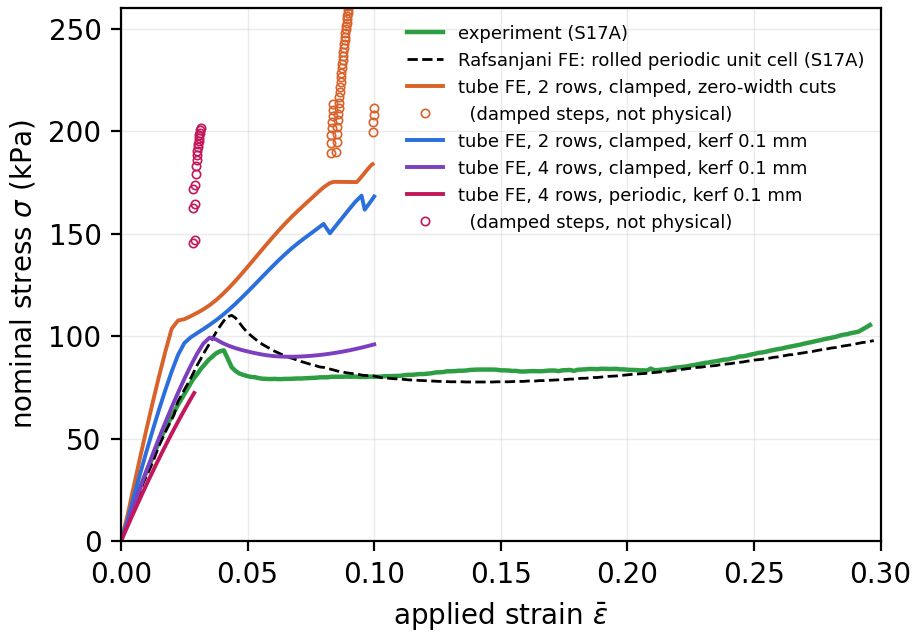 250
200
150
100
50
0
nominal stress σ (kPa)
experiment (S17A)
Rafsanjani FE: rolled periodic unit cell (S17A)
tube FE, 2 rows, clamped, zero-width cuts
(damped steps, not physical)
tube FE, 2 rows, clamped, kerf 0.1 mm
tube FE, 4 rows, clamped, kerf 0.1 mm
tube FE, 4 rows, periodic, kerf 0.1 mm
(damped steps, not physical)
0.00 0.05 0.10 0.15 0.20 0.25 0.30
applied strain ε̄